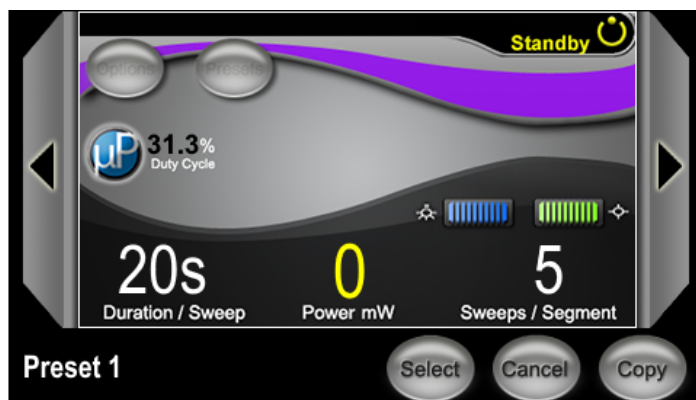 Standby
Options Presets
µP 31.3%
Duty Cycle
20s 0 5
Duration / Sweep Power mW Sweeps / Segment
Preset 1 Select Cancel Copy